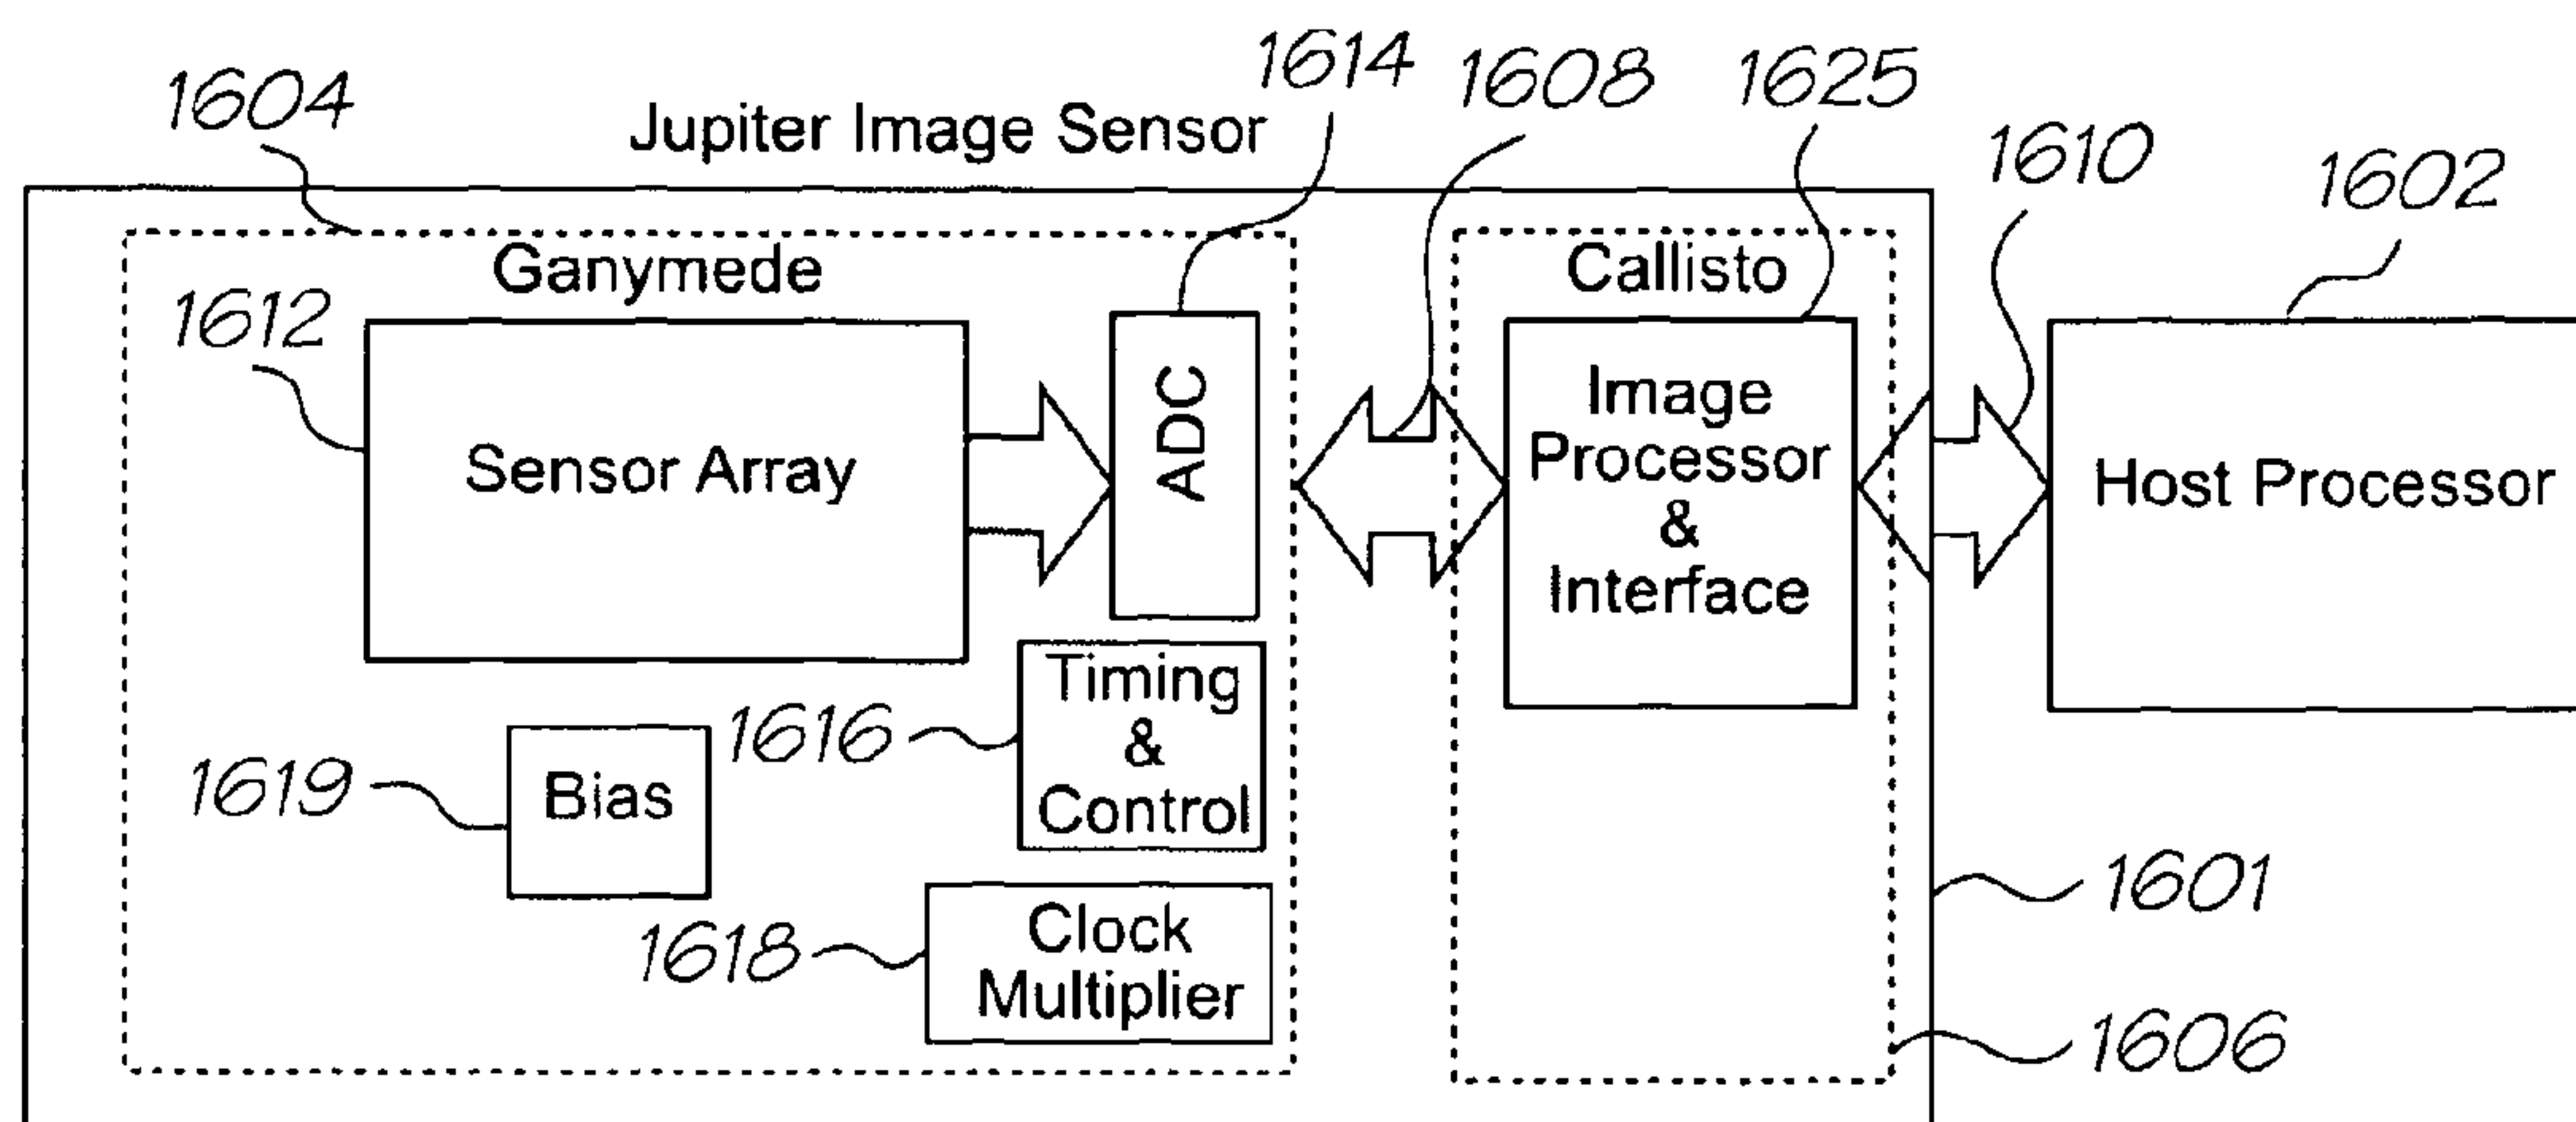 1604
Jupiter Image Sensor
1614
1608
1625
1610
1602
Ganymede
Callisto
1612
Sensor Array
ADC
Image
Processor
&
Interface
Host Processor
Timing
&
Control
1616
1619
Bias
1618
Clock
Multiplier
1601
1606